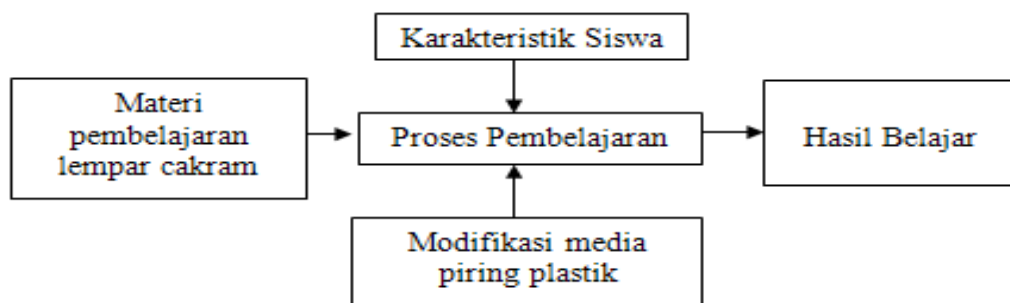 Karakteristik Siswa
Materi
pembelajaran
lempar cakram
Proses Pembelajaran
Hasil Belajar
Modifikasi media
piring plastik